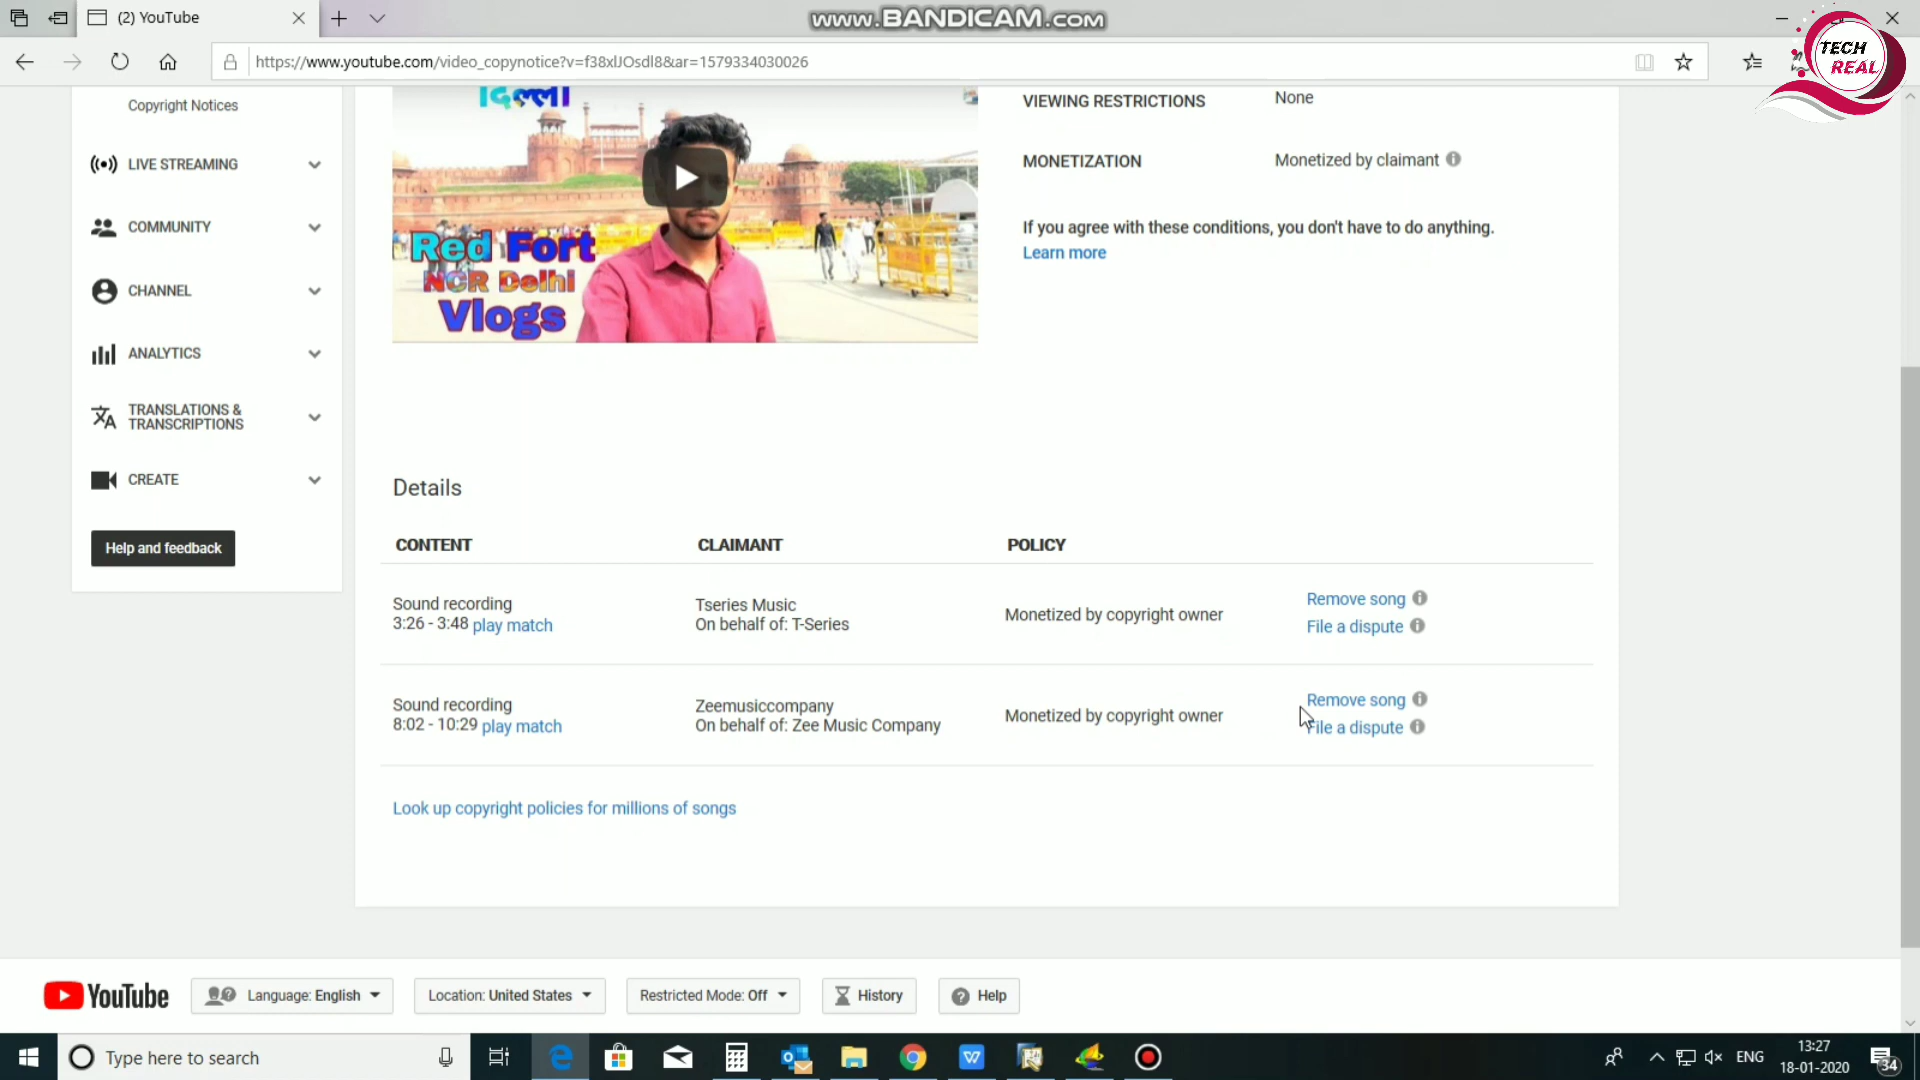 (2) YouTube
www.BANDICAM.com
https://www.youtube.com/video_copynotice?v=f38xlJOsdl8&ar=1579334030026
TECH
REAL
Copyright Notices
LIVE STREAMING
COMMUNITY
CHANNEL
ANALYTICS
TRANSLATIONS &
TRANSCRIPTIONS
CREATE
Help and feedback
दिल्ली
Red Fort
NCR Delhi
Vlogs
VIEWING RESTRICTIONS None
MONETIZATION Monetized by claimant
If you agree with these conditions, you don't have to do anything.
Learn more
Details
CONTENT CLAIMANT POLICY
Sound recording
3:26 - 3:48 play match
Tseries Music
On behalf of: T-Series
Monetized by copyright owner
Remove song
File a dispute
Sound recording
8:02 - 10:29 play match
Zeemusiccompany
On behalf of: Zee Music Company
Monetized by copyright owner
Remove song
File a dispute
Look up copyright policies for millions of songs
YouTube Language: English Location: United States Restricted Mode: Off History Help
Type here to search
ENG
13:27
18-01-2020
34